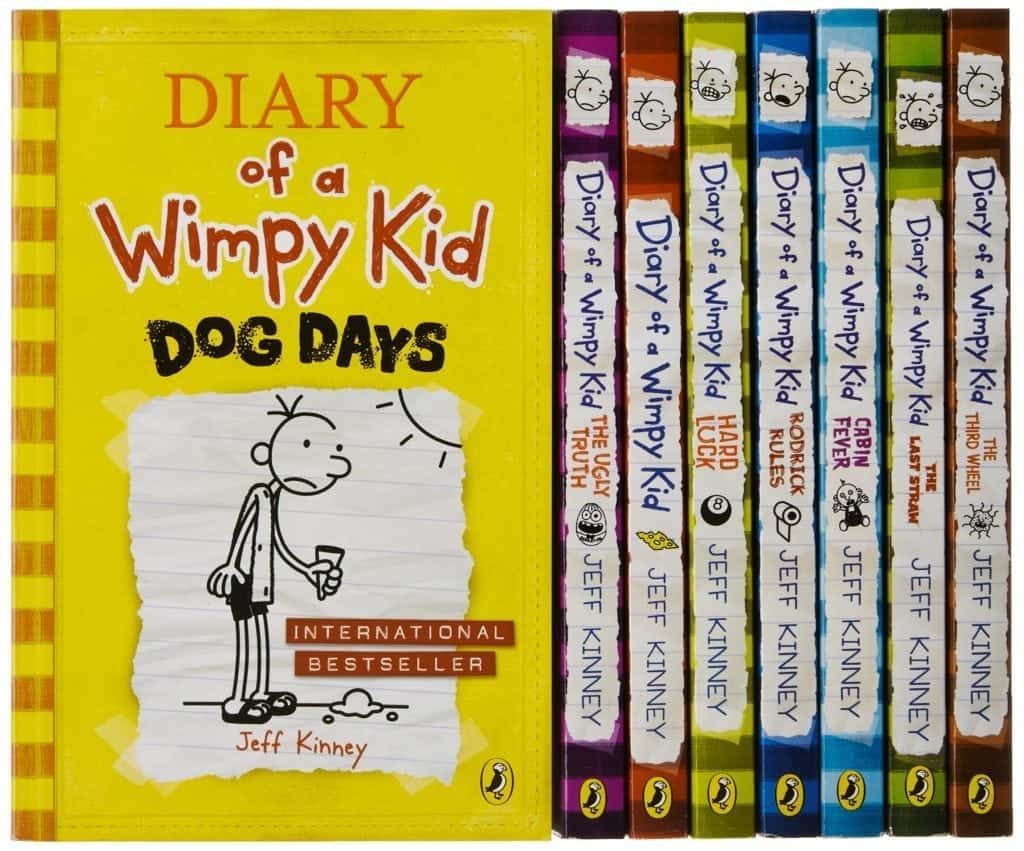 DIARY
of a
Wimpy Kid
DOG DAYS
INTERNATIONAL
BESTSELLER
Jeff Kinney
Diary of a Wimpy Kid THE UGLY TRUTH JEFF KINNEY
Diary of a Wimpy Kid JEFF KINNEY
Diary of a Wimpy Kid HARD LUCK 8 JEFF KINNEY
Diary of a Wimpy Kid RODRICK RULES JEFF KINNEY
Diary of a Wimpy Kid CABIN FEVER JEFF KINNEY
Diary of a Wimpy Kid THE LAST STRAW JEFF KINNEY
Diary of a Wimpy Kid THE THIRD WHEEL JEFF KINNEY